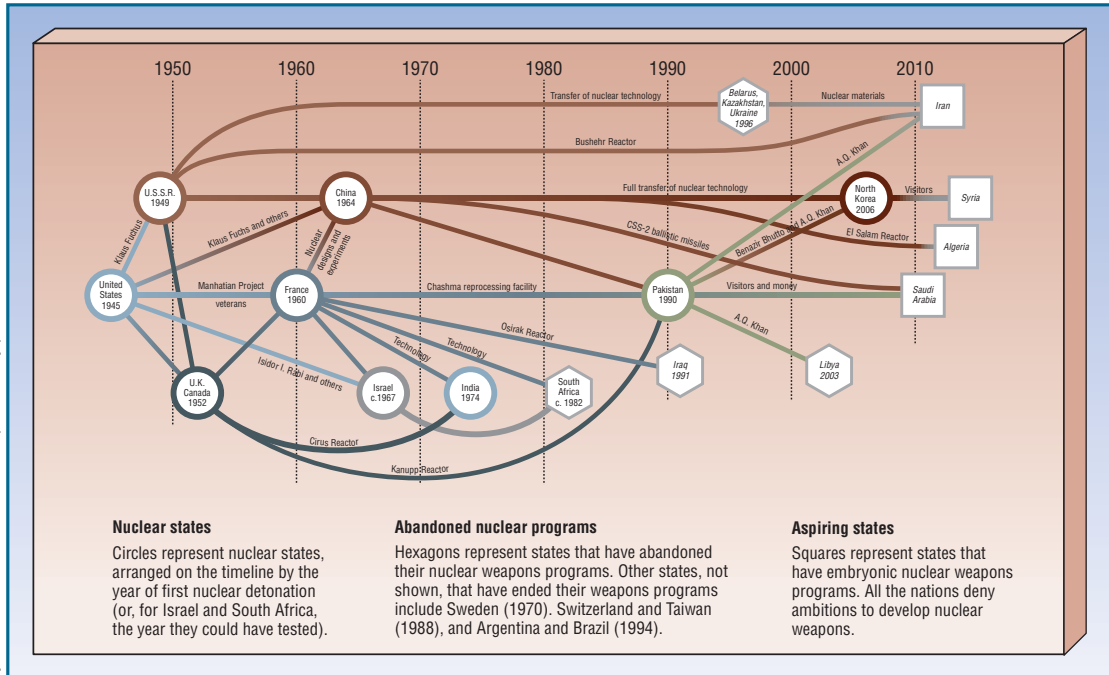 1950 1960 1970 1980 1990 2000 2010
Transfer of nuclear technology
Belarus,
Kazakhstan,
Ukraine
1996
Nuclear materials
Iran
Bushehr Reactor
A.Q. Khan
U.S.S.R.
1949
China
1964
Full transfer of nuclear technology
North
Korea
2006
Visitors
Syria
Klaus Fuchus
Klaus Fuchs and others
Nuclear
designs and
experiments
CSS-2 ballistic missiles
Benazir Bhutto and A.Q. Khan
El Salam Reactor
Algeria
United
States
1945
Manhatian Project
veterans
France
1960
Chashma reprocessing facility
Pakistan
1990
Visitors and money
Saudi
Arabia
Osirak Reactor
A.Q. Khan
Technology
Technology
Isidor I. Rabi and others
U.K.
Canada
1952
Israel
c.1967
India
1974
South
Africa
c. 1982
Iraq
1991
Libya
2003
Cirus Reactor
Kanupp Reactor
Nuclear states
Circles represent nuclear states,
arranged on the timeline by the
year of first nuclear detonation
(or, for Israel and South Africa,
the year they could have tested).
Abandoned nuclear programs
Hexagons represent states that have abandoned
their nuclear weapons programs. Other states, not
shown, that have ended their weapons programs
include Sweden (1970). Switzerland and Taiwan
(1988), and Argentina and Brazil (1994).
Aspiring states
Squares represent states that
have embryonic nuclear weapons
programs. All the nations deny
ambitions to develop nuclear
weapons.